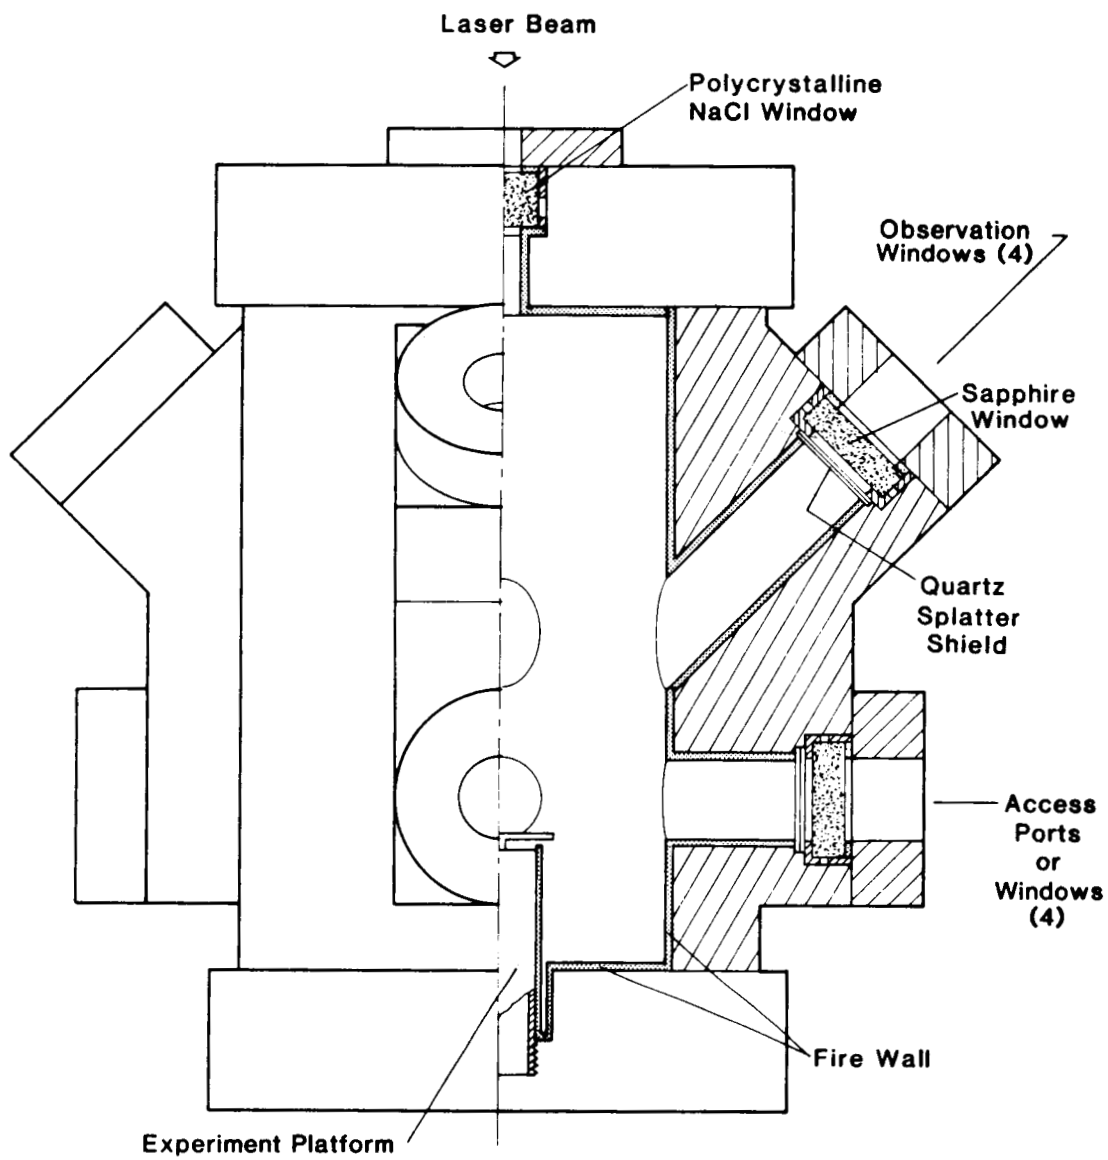 Laser Beam
Polycrystalline
NaCl Window
Observation
Windows (4)
Sapphire
Window
Quartz
Splatter
Shield
Access
Ports
or
Windows
(4)
Fire Wall
Experiment Platform